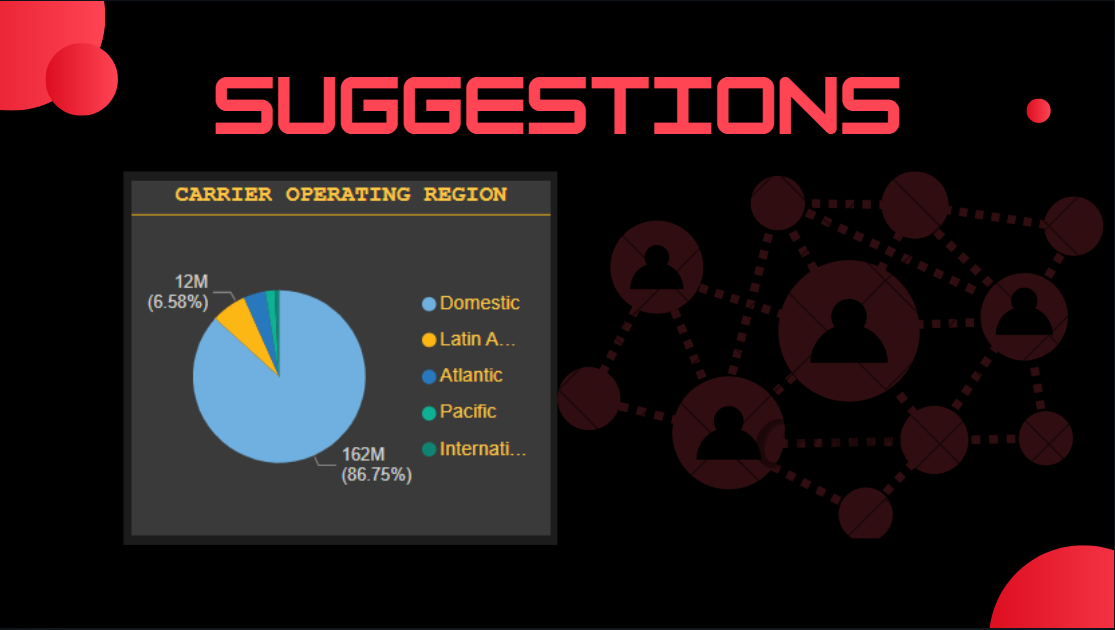 SUGGESTIONS
CARRIER OPERATING REGION
12M
(6.58%)
162M
(86.75%)
Domestic
Latin A...
Atlantic
Pacific
Internati...